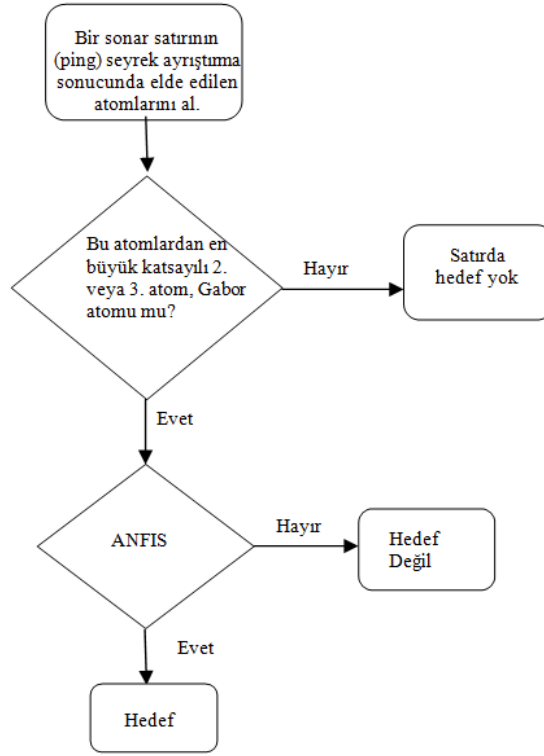 Bir sonar satırının
(ping) seyrek ayrıştırma
sonucunda elde edilen
atomlarını al.
Bu atomlardan en
büyük katsayılı 2.
veya 3. atom, Gabor
atomu mu?
Hayır
Satırda
hedef yok
Evet
ANFIS
Hayır
Hedef
Değil
Evet
Hedef